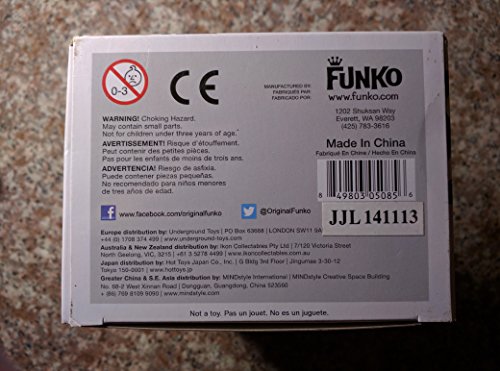 0-3
CE
WARNING! Choking Hazard.
May contain small parts.
Not for children under three years of age.
AVERTISSEMENT! Risque d'étouffement.
Peut contenir des petites pièces.
Pas pour les enfants de moins de trois ans.
ADVERTENCIA! Riesgo de asfixia.
Puede contener piezas pequeñas.
No recomendado para niños menores
de tres años de edad.
MANUFACTURED BY:
FABRIQUÉS PAR:
FABRICADO POR:
FUNKO
www.funko.com
1202 Shuksan Way
Everett, WA 98203
(425) 783-3616
Made In China
Fabriqué En Chine / Hecho En China
8 49803 05085 6
JJL 141113
www.facebook.com/originalfunko
@OriginalFunko
Europe distribution by: Underground Toys | PO Box 63688 | LONDON SW11 9A
+44 (0) 1708 374 499 | www.underground-toys.com
Australia & New Zealand distribution by: Ikon Collectables Pty Ltd | 7/129 Victoria Street
North Geelong, VIC, 3215 | +61 3 5278 4499 | www.ikoncollectables.com.au
Japan distribution by: Hot Toys Japan Co., Inc. | G Bldg 3rd Floor | Jingumae 3-30-12
Tokyo 150-0001 | www.hottoys.jp
Greater China & S.E. Asia distribution by: MINDstyle International | MINDstyle Creative Space Building
No. 68-2 West Xinnan Road | Dongguan, Guangdong, China 523000
+ (86) 769 8109 9090 | www.mindstyle.com
Not a toy. Pas un jouet. No es un juguete.